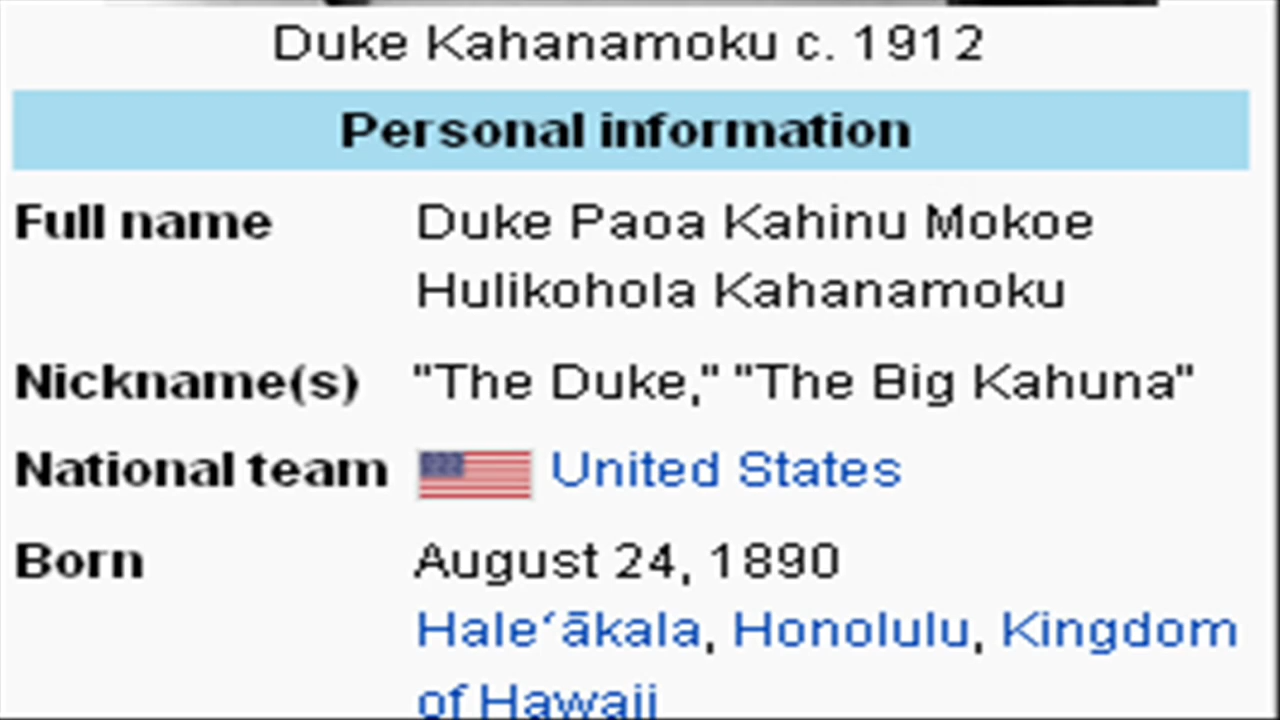 Duke Kahanamoku c. 1912
Personal information
Full name Duke Paoa Kahinu Mokoe
Hulikohola Kahanamoku
Nickname(s) "The Duke," "The Big Kahuna"
National team United States
Born August 24, 1890
Haleʻākala, Honolulu, Kingdom
of Hawaii